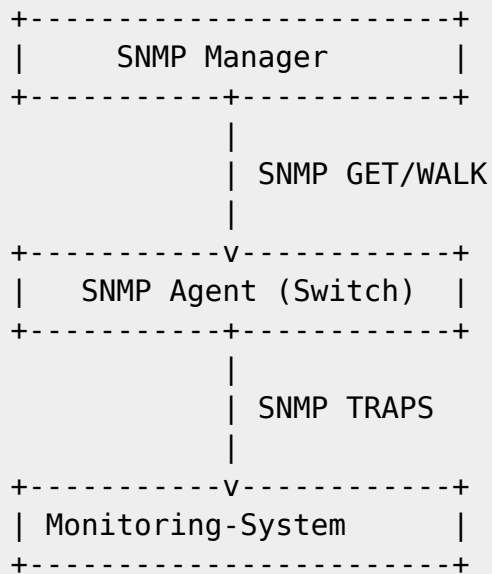 +-----------------------+
|     SNMP Manager      |
+-----------+-----------+
            |
            | SNMP GET/WALK
            |
+-----------v-----------+
|   SNMP Agent (Switch)  |
+-----------+-----------+
            |
            | SNMP TRAPS
            |
+-----------v-----------+
| Monitoring-System      |
+-----------------------+